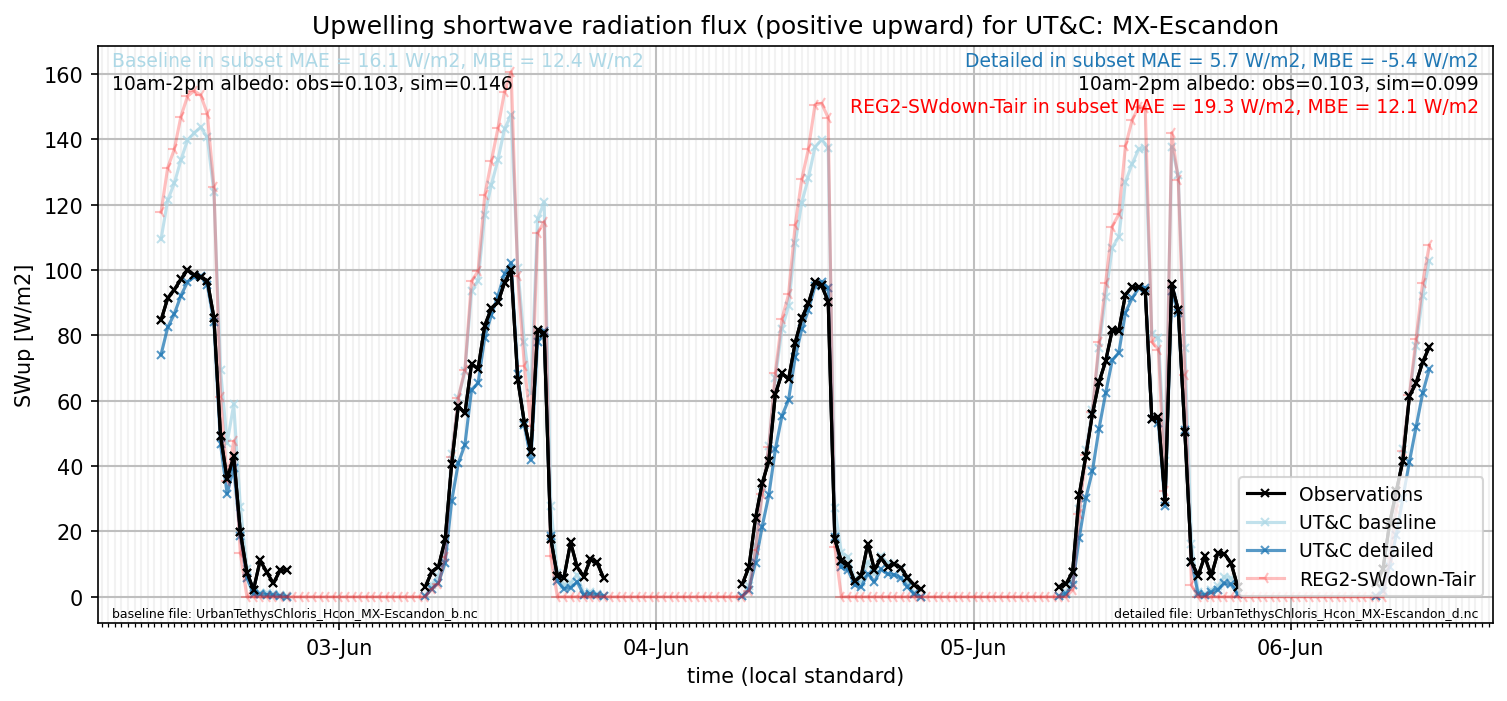 Upwelling shortwave radiation flux (positive upward) for UT&C: MX-Escandon
Baseline in subset MAE = 16.1 W/m2, MBE = 12.4 W/m2
10am-2pm albedo: obs=0.103, sim=0.146
Detailed in subset MAE = 5.7 W/m2, MBE = -5.4 W/m2
10am-2pm albedo: obs=0.103, sim=0.099
REG2-SWdown-Tair in subset MAE = 19.3 W/m2, MBE = 12.1 W/m2
SWup [W/m2]
160
140
120
100
80
60
40
20
0
Observations
UT&C baseline
UT&C detailed
REG2-SWdown-Tair
baseline file: UrbanTethysChloris_Hcon_MX-Escandon_b.nc
detailed file: UrbanTethysChloris_Hcon_MX-Escandon_d.nc
03-Jun
04-Jun
05-Jun
06-Jun
time (local standard)